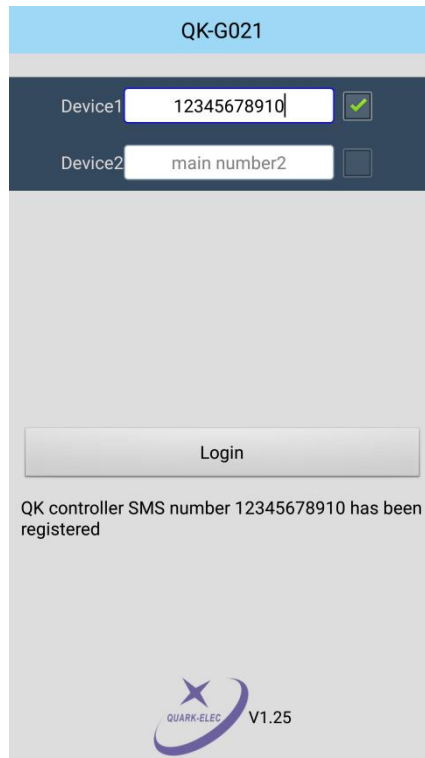 QK-G021
Device1 12345678910
Device2 main number2
Login
QK controller SMS number 12345678910 has been
registered
QUARK-ELEC V1.25